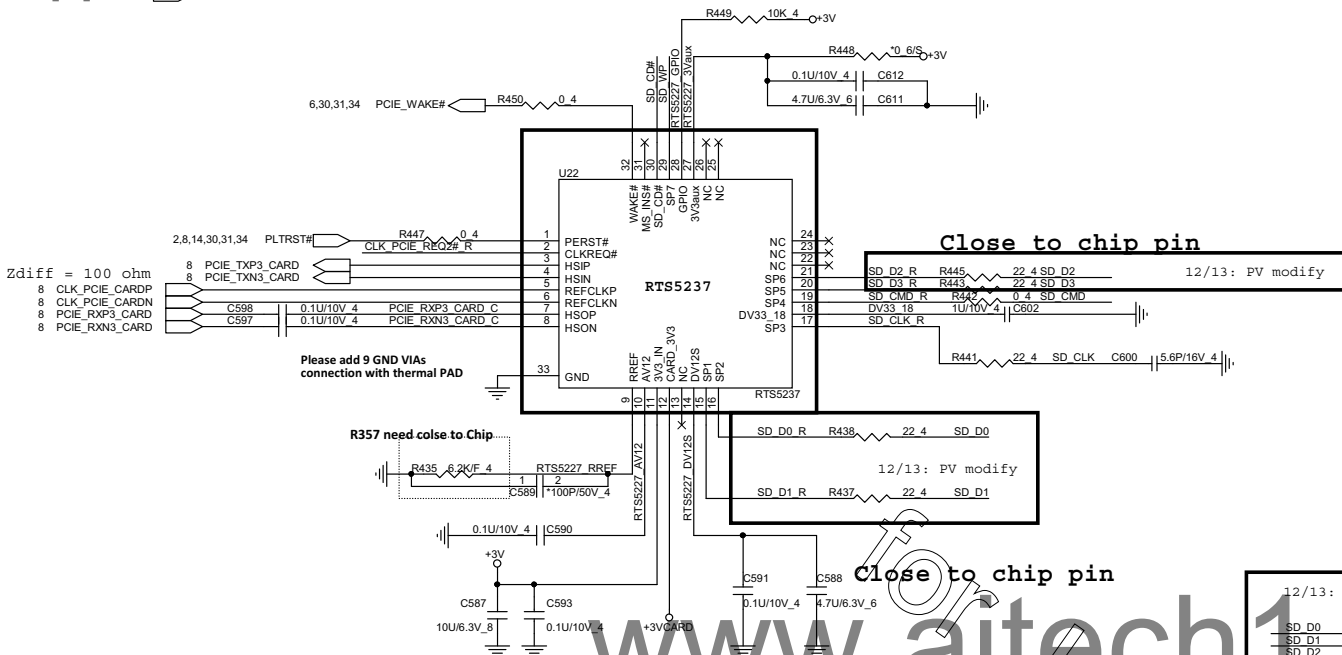 R449
10K_4
+3V
R448
*0_6/S
+3V
0.1U/10V_4
C612
4.7U/6.3V_6
C611
SD_CD#
SD_WP
RTS5227_GPIO
RTS5227_3Vaux
6,30,31,34
PCIE_WAKE#
R450
0_4
32
31
30
29
28
27
26
25
U22
WAKE#
MS_INS#
SD_CD#
SP7
GPIO
3V3aux
NC
NC
2,8,14,30,31,34
PLTRST#
R447
0_4
1
PERST#
CLK_PCIE_REQ2#_R
2
CLKREQ#
Zdiff = 100 ohm
8
PCIE_TXP3_CARD
3
HSIP
8
PCIE_TXN3_CARD
4
HSIN
8
CLK_PCIE_CARDP
5
REFCLKP
8
CLK_PCIE_CARDN
6
REFCLKN
8
PCIE_RXP3_CARD
C598
0.1U/10V_4
PCIE_RXP3_CARD_C
7
HSOP
8
PCIE_RXN3_CARD
C597
0.1U/10V_4
PCIE_RXN3_CARD_C
8
HSON
RTS5237
NC
24
NC
23
NC
22
SP6
21
SP5
20
SP4
19
DV33_18
18
SP3
17
Close to chip pin
SD_D2_R
R445
22_4
SD_D2
12/13: PV modify
SD_D3_R
R443
22_4
SD_D3
SD_CMD_R
R442
0_4
SD_CMD
DV33_18
1U/10V_4
C602
SD_CLK_R
R441
22_4
SD_CLK
C600
5.6P/16V_4
Please add 9 GND VIAs
connection with thermal PAD
33
GND
RREF
AV12
3V3_IN
CARD_3V3
NC
DV12S
SP1
SP2
RTS5237
9
10
11
12
13
14
15
16
R357 need colse to Chip
R435
6.2K/F_4
RTS5227_RREF
1
2
C589
*100P/50V_4
RTS5227_AV12
RTS5227_DV12S
SD_D0_R
R438
22_4
SD_D0
12/13: PV modify
SD_D1_R
R437
22_4
SD_D1
0.1U/10V_4
C590
+3V
C587
10U/6.3V_8
C593
0.1U/10V_4
+3VCARD
C591
0.1U/10V_4
C588
4.7U/6.3V_6
Close to chip pin
for
www.aitech1
12/13:
SD_D0
SD_D1
SD_D2